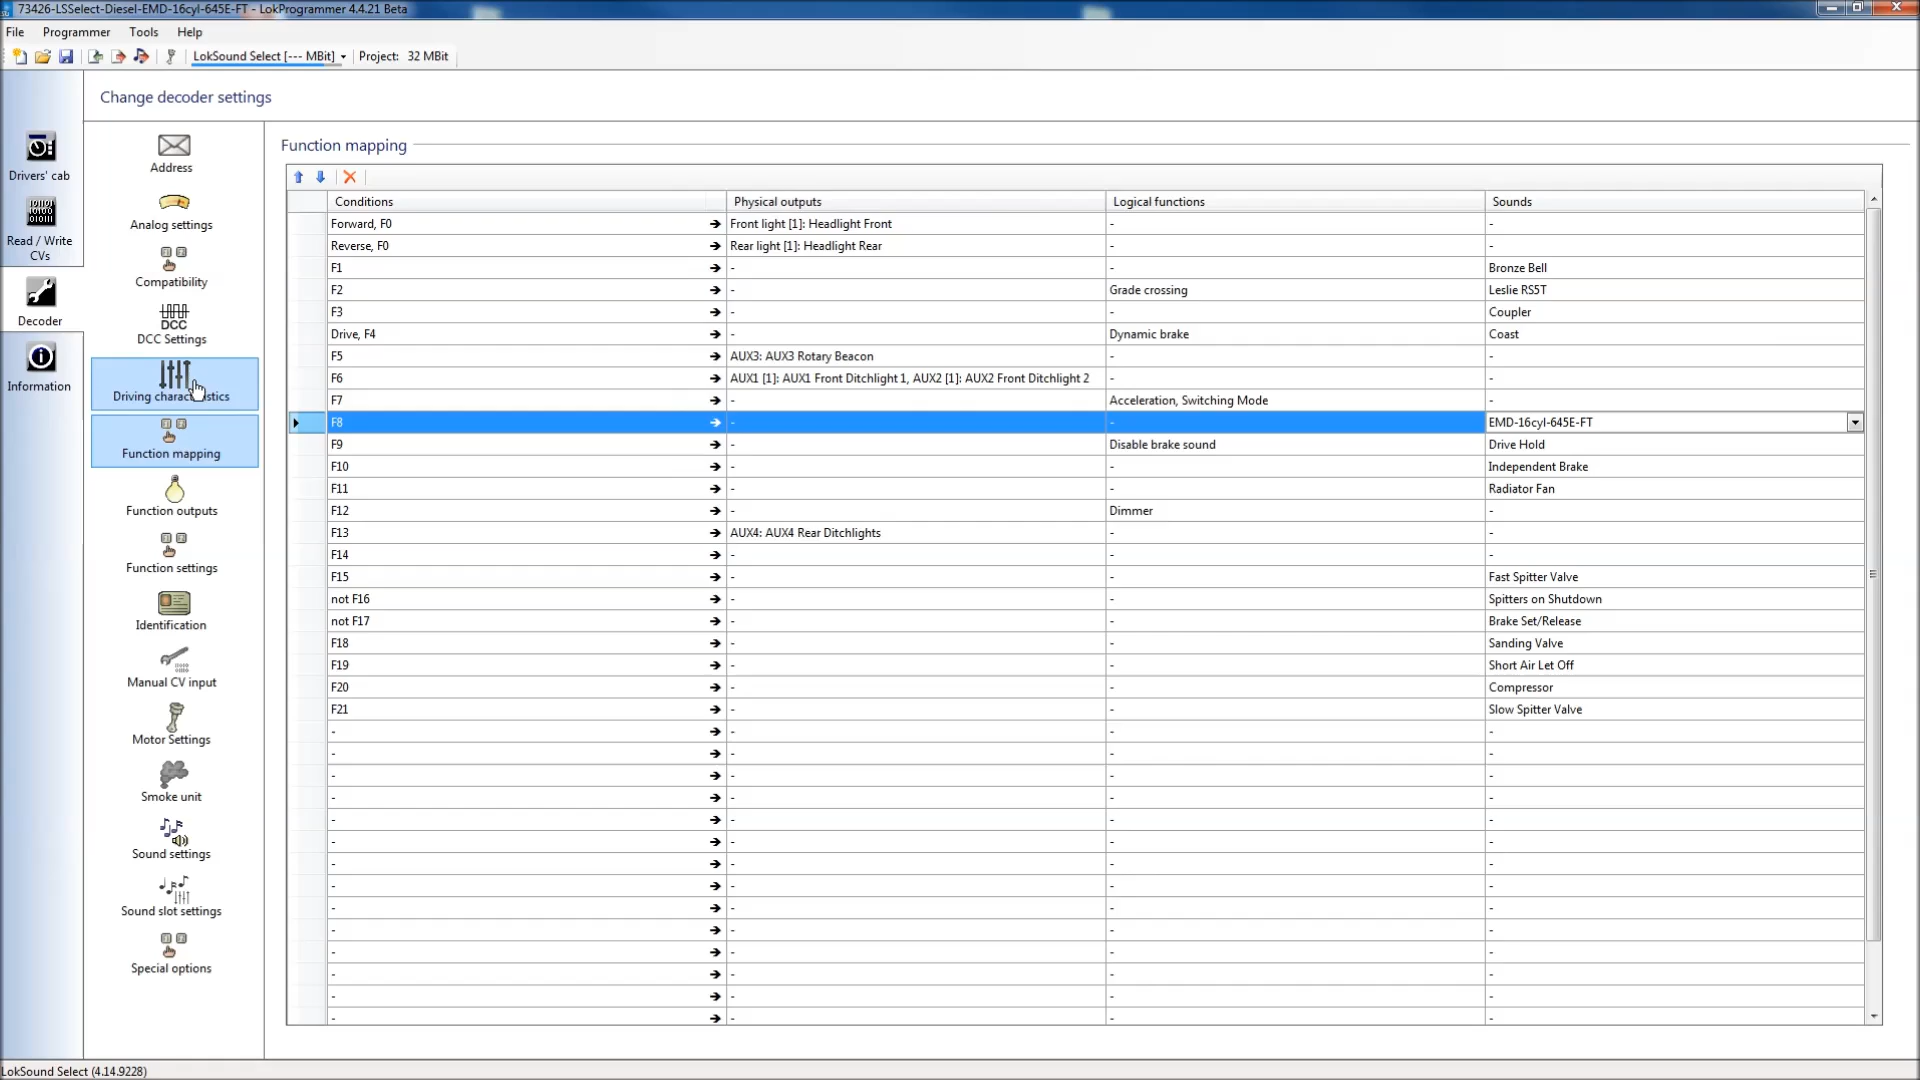 73426-LSSelect-Diesel-EMD-16cyl-645E-FT - LokProgrammer 4.4.21 Beta
File Programmer Tools Help
LokSound Select [--- MBit] Project: 32 MBit
Change decoder settings
Drivers' cab
Read / Write
CVs
Decoder
Information
Address
Analog settings
Compatibility
DCC
DCC Settings
Driving characteristics
Function mapping
Function outputs
Function settings
Identification
Manual CV input
Motor Settings
Smoke unit
Sound settings
Sound slot settings
Special options
Function mapping
Conditions Physical outputs Logical functions Sounds
Forward, F0 → Front light [1]: Headlight Front - -
Reverse, F0 → Rear light [1]: Headlight Rear - -
F1 → - - Bronze Bell
F2 → - Grade crossing Leslie RS5T
F3 → - - Coupler
Drive, F4 → - Dynamic brake Coast
F5 → AUX3: AUX3 Rotary Beacon - -
F6 → AUX1 [1]: AUX1 Front Ditchlight 1, AUX2 [1]: AUX2 Front Ditchlight 2 - -
F7 → - Acceleration, Switching Mode -
F8 → - - EMD-16cyl-645E-FT
F9 → - Disable brake sound Drive Hold
F10 → - - Independent Brake
F11 → - - Radiator Fan
F12 → - Dimmer -
F13 → AUX4: AUX4 Rear Ditchlights - -
F14 → - - -
F15 → - - Fast Spitter Valve
not F16 → - - Spitters on Shutdown
not F17 → - - Brake Set/Release
F18 → - - Sanding Valve
F19 → - - Short Air Let Off
F20 → - - Compressor
F21 → - - Slow Spitter Valve
- → - - -
- → - - -
- → - - -
- → - - -
- → - - -
- → - - -
- → - - -
- → - - -
- → - - -
- → - - -
- → - - -
- → - - -
- → - - -
- → - - -
LokSound Select (4.14.9228)